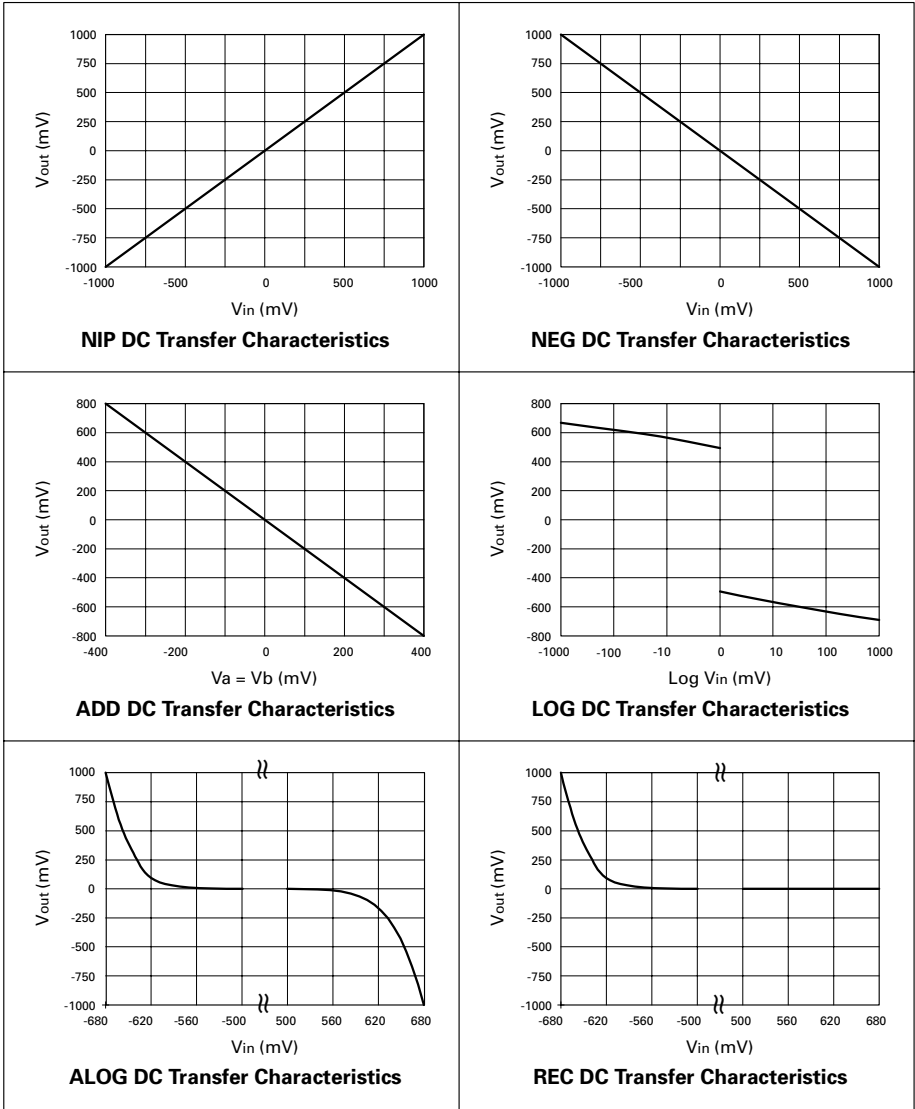 1000
750
500
250
0
-250
-500
-750
-1000
Vout (mV)
-1000 -500 0 500 1000
Vin (mV)
NIP DC Transfer Characteristics
1000
750
500
250
0
-250
-500
-750
-1000
Vout (mV)
-1000 -500 0 500 1000
Vin (mV)
NEG DC Transfer Characteristics
800
600
400
200
0
-200
-400
-600
-800
Vout (mV)
-400 -200 0 200 400
Va = Vb (mV)
ADD DC Transfer Characteristics
800
600
400
200
0
-200
-400
-600
-800
Vout (mV)
-1000 -100 -10 0 10 100 1000
Log Vin (mV)
LOG DC Transfer Characteristics
1000
750
500
250
0
-250
-500
-750
-1000
Vout (mV)
-680 -620 -560 -500 500 560 620 680
Vin (mV)
ALOG DC Transfer Characteristics
1000
750
500
250
0
-250
-500
-750
-1000
Vout (mV)
-680 -620 -560 -500 500 560 620 680
Vin (mV)
REC DC Transfer Characteristics